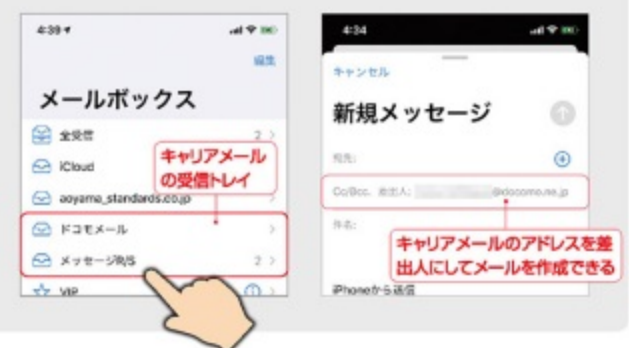 4:39
編集
メールボックス
全受信 2
iCloud
キャリアメール
の受信トレイ
aoyama_standards.co.jp
ドコモメール
メッセージR/S 2
VIP
4:34
キャンセル
新規メッセージ
宛先:
Cc/Bcc、差出人: @docomo.ne.jp
件名:
キャリアメールのアドレスを差
出人にしてメールを作成できる
iPhoneから送信